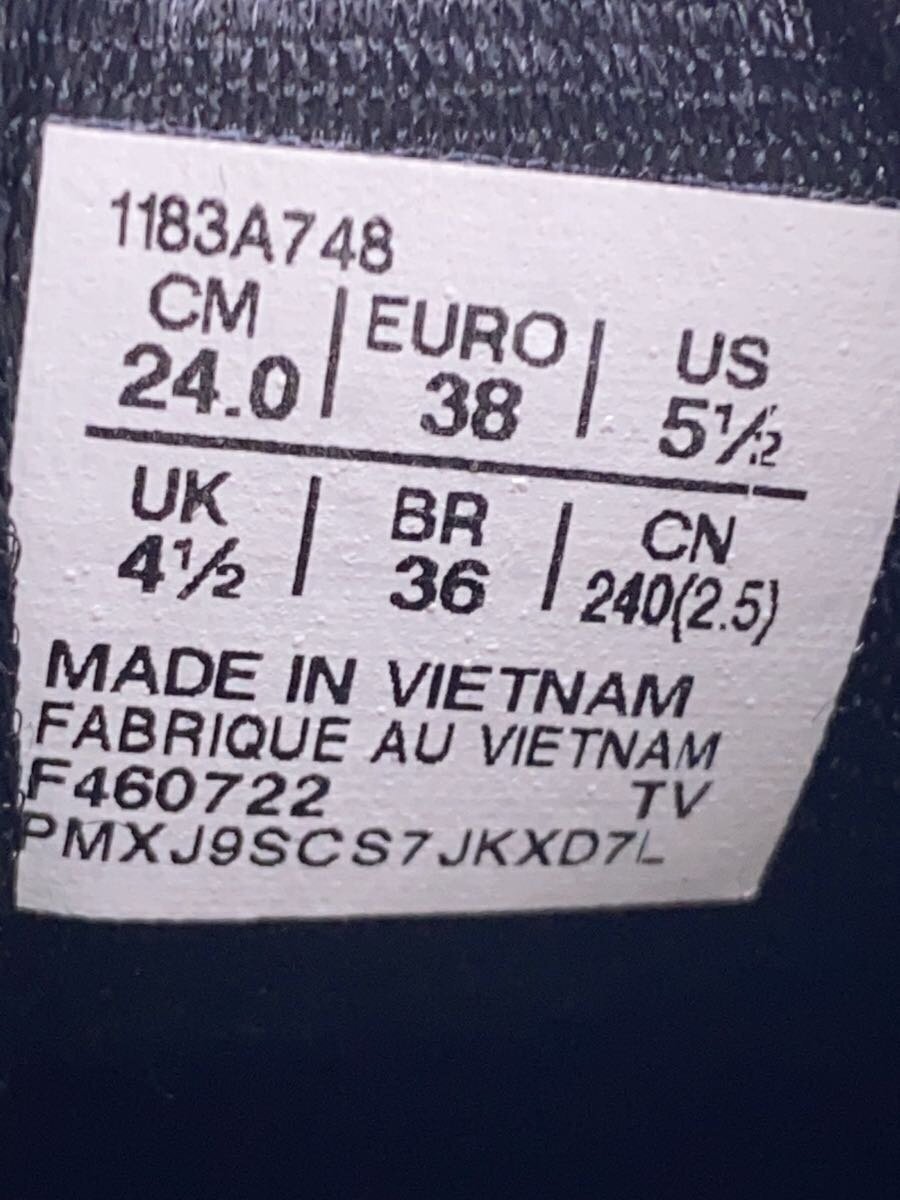 1183A748
CM | EURO | US
24.0 | 38 | 5½
UK | BR | CN
4½ | 36 | 240(2.5)
MADE IN VIETNAM
FABRIQUE AU VIETNAM
F460722 TV
PMXJ9SCS7JKXD7L